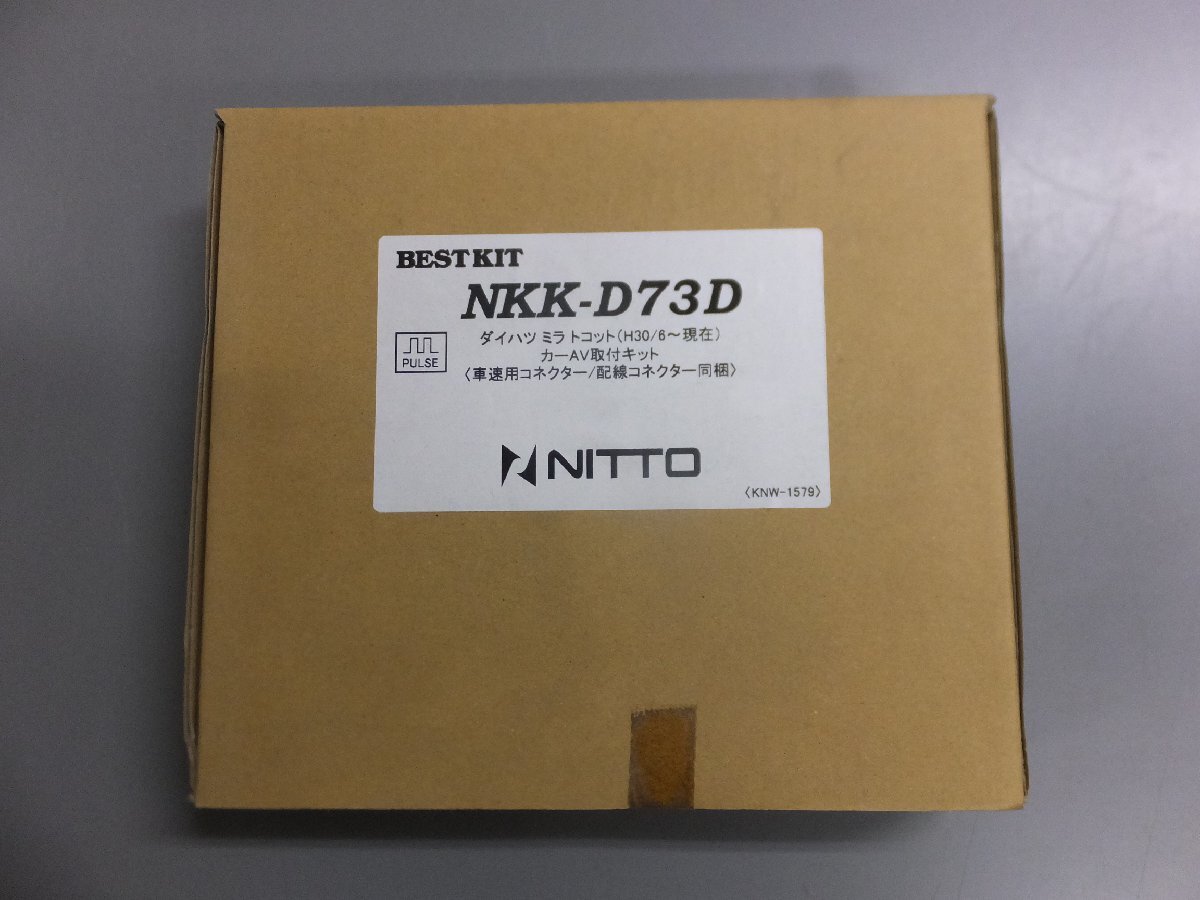 BESTKIT
NKK-D73D
ダイハツ ミラ トコット(H30/6～現在)
PULSE
カーAV取付キット
〈車速用コネクター/配線コネクター同梱〉
NITTO
〈KNW-1579〉